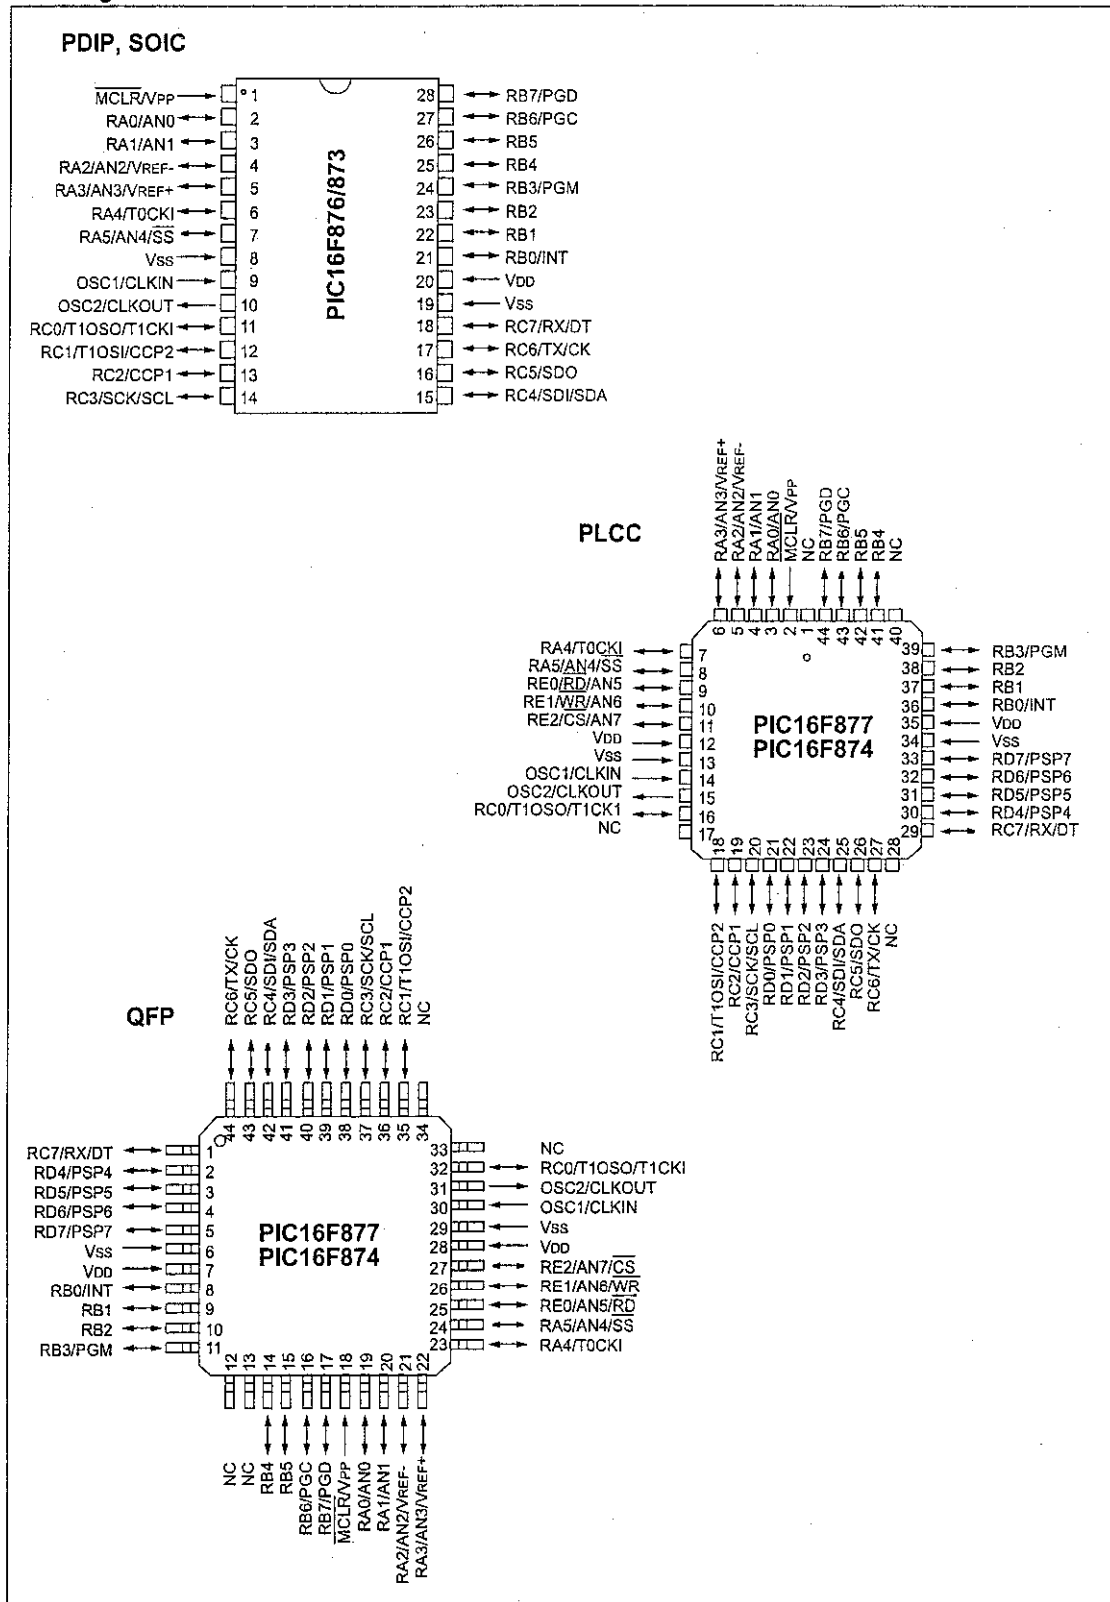 PDIP, SOIC
MCLR/VPP 1
RA0/AN0 2
RA1/AN1 3
RA2/AN2/VREF- 4
RA3/AN3/VREF+ 5
RA4/T0CKI 6
RA5/AN4/SS 7
VSS 8
OSC1/CLKIN 9
OSC2/CLKOUT 10
RC0/T1OSO/T1CKI 11
RC1/T1OSI/CCP2 12
RC2/CCP1 13
RC3/SCK/SCL 14
PIC16F876/873
28 RB7/PGD
27 RB6/PGC
26 RB5
25 RB4
24 RB3/PGM
23 RB2
22 RB1
21 RB0/INT
20 VDD
19 VSS
18 RC7/RX/DT
17 RC6/TX/CK
16 RC5/SDO
15 RC4/SDI/SDA
PLCC
RA3/AN3/VREF+ 6
RA2/AN2/VREF- 5
RA1/AN1 4
RA0/AN0 3
MCLR/VPP 2
NC 1
RB7/PGD 44
RB6/PGC 43
RB5 42
RB4 41
NC 40
RA4/T0CKI 7
RA5/AN4/SS 8
RE0/RD/AN5 9
RE1/WR/AN6 10
RE2/CS/AN7 11
VDD 12
VSS 13
OSC1/CLKIN 14
OSC2/CLKOUT 15
RC0/T1OSO/T1CK1 16
NC 17
PIC16F877
PIC16F874
39 RB3/PGM
38 RB2
37 RB1
36 RB0/INT
35 VDD
34 VSS
33 RD7/PSP7
32 RD6/PSP6
31 RD5/PSP5
30 RD4/PSP4
29 RC7/RX/DT
18 RC1/T1OSI/CCP2
19 RC2/CCP1
20 RC3/SCK/SCL
21 RD0/PSP0
22 RD1/PSP1
23 RD2/PSP2
24 RD3/PSP3
25 RC4/SDI/SDA
26 RC5/SDO
27 RC6/TX/CK
28 NC
QFP
RC6/TX/CK 44
RC5/SDO 43
RC4/SDI/SDA 42
RD3/PSP3 41
RD2/PSP2 40
RD1/PSP1 39
RD0/PSP0 38
RC3/SCK/SCL 37
RC2/CCP1 36
RC1/T1OSI/CCP2 35
NC 34
RC7/RX/DT 1
RD4/PSP4 2
RD5/PSP5 3
RD6/PSP6 4
RD7/PSP7 5
VSS 6
VDD 7
RB0/INT 8
RB1 9
RB2 10
RB3/PGM 11
PIC16F877
PIC16F874
33 NC
32 RC0/T1OSO/T1CKI
31 OSC2/CLKOUT
30 OSC1/CLKIN
29 VSS
28 VDD
27 RE2/AN7/CS
26 RE1/AN6/WR
25 RE0/AN5/RD
24 RA5/AN4/SS
23 RA4/T0CKI
12 NC
13 NC
14 RB4
15 RB5
16 RB6/PGC
17 RB7/PGD
18 MCLR/VPP
19 RA0/AN0
20 RA1/AN1
21 RA2/AN2/VREF-
22 RA3/AN3/VREF+